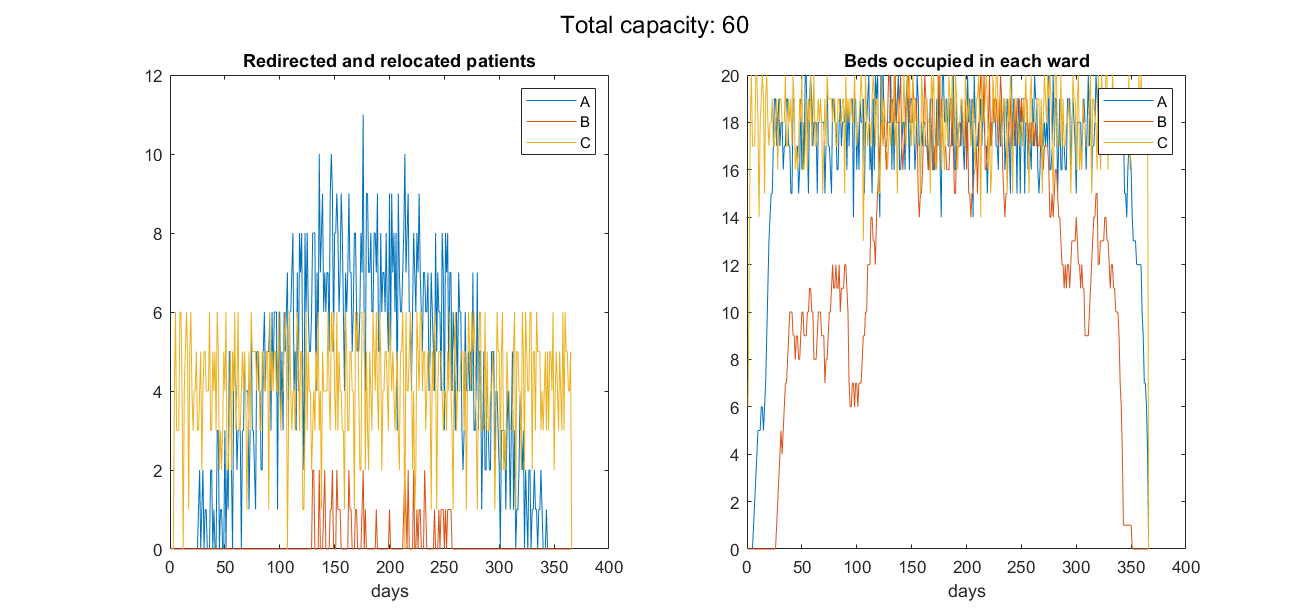 Total capacity: 60
Redirected and relocated patients
12
10
8
6
4
2
0
A
B
C
0 50 100 150 200 250 300 350 400
days
Beds occupied in each ward
20
18
16
14
12
10
8
6
4
2
0
A
B
C
0 50 100 150 200 250 300 350 400
days